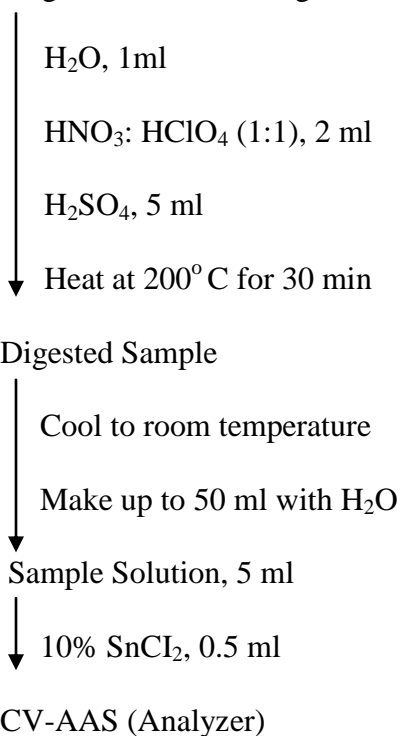 H₂O, 1ml
HNO₃: HClO₄ (1:1), 2 ml
H₂SO₄, 5 ml
Heat at 200° C for 30 min
Digested Sample
Cool to room temperature
Make up to 50 ml with H₂O
Sample Solution, 5 ml
10% SnCI₂, 0.5 ml
CV-AAS (Analyzer)